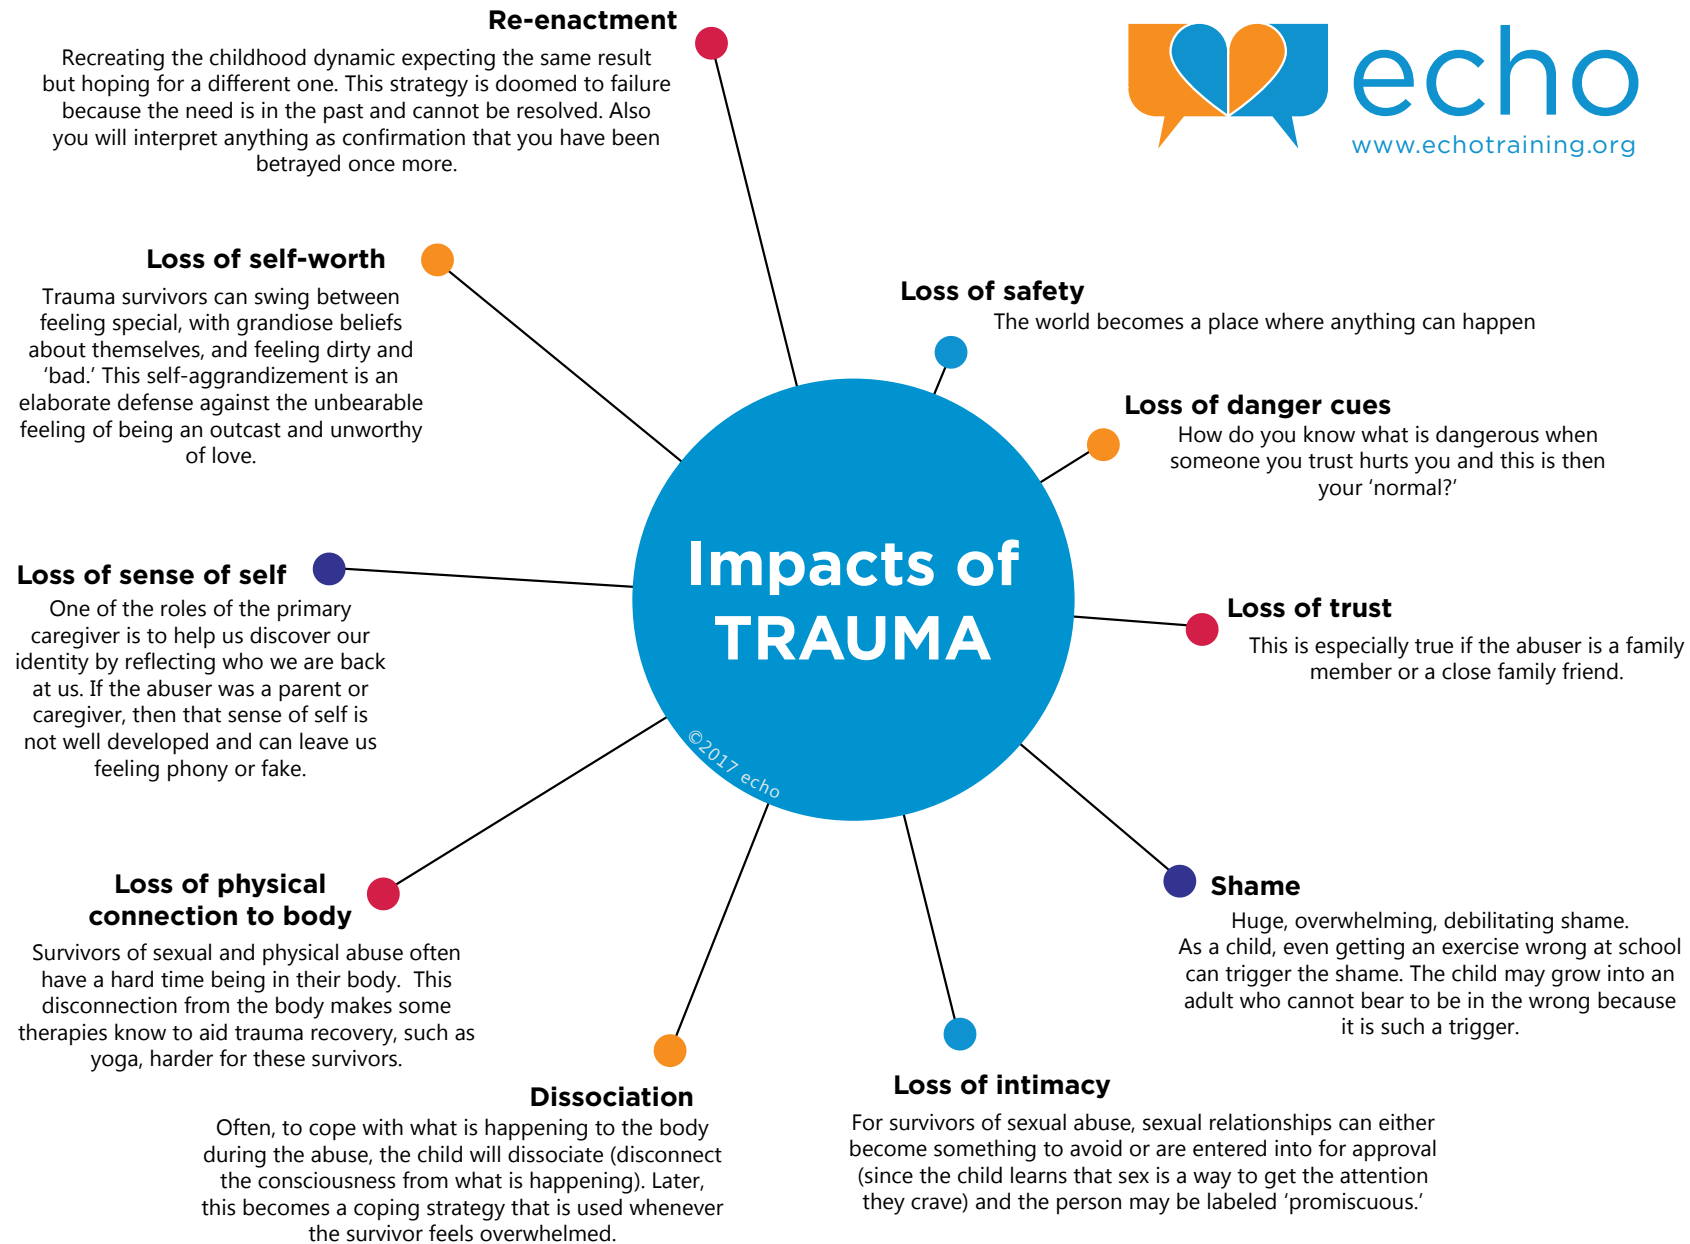 Re-enactment
Recreating the childhood dynamic expecting the same result
but hoping for a different one. This strategy is doomed to failure
because the need is in the past and cannot be resolved. Also
you will interpret anything as confirmation that you have been
betrayed once more.
echo
www.echotraining.org
Loss of self-worth
Trauma survivors can swing between
feeling special, with grandiose beliefs
about themselves, and feeling dirty and
‘bad.’ This self-aggrandizement is an
elaborate defense against the unbearable
feeling of being an outcast and unworthy
of love.
Loss of safety
The world becomes a place where anything can happen
Loss of danger cues
How do you know what is dangerous when
someone you trust hurts you and this is then
your ‘normal?’
Impacts of
TRAUMA
©2017 echo
Loss of sense of self
One of the roles of the primary
caregiver is to help us discover our
identity by reflecting who we are back
at us. If the abuser was a parent or
caregiver, then that sense of self is
not well developed and can leave us
feeling phony or fake.
Loss of trust
This is especially true if the abuser is a family
member or a close family friend.
Loss of physical
connection to body
Survivors of sexual and physical abuse often
have a hard time being in their body.  This
disconnection from the body makes some
therapies know to aid trauma recovery, such as
yoga, harder for these survivors.
Shame
Huge, overwhelming, debilitating shame.
As a child, even getting an exercise wrong at school
can trigger the shame. The child may grow into an
adult who cannot bear to be in the wrong because
it is such a trigger.
Dissociation
Often, to cope with what is happening to the body
during the abuse, the child will dissociate (disconnect
the consciousness from what is happening). Later,
this becomes a coping strategy that is used whenever
the survivor feels overwhelmed.
Loss of intimacy
For survivors of sexual abuse, sexual relationships can either
become something to avoid or are entered into for approval
(since the child learns that sex is a way to get the attention
they crave) and the person may be labeled ‘promiscuous.’